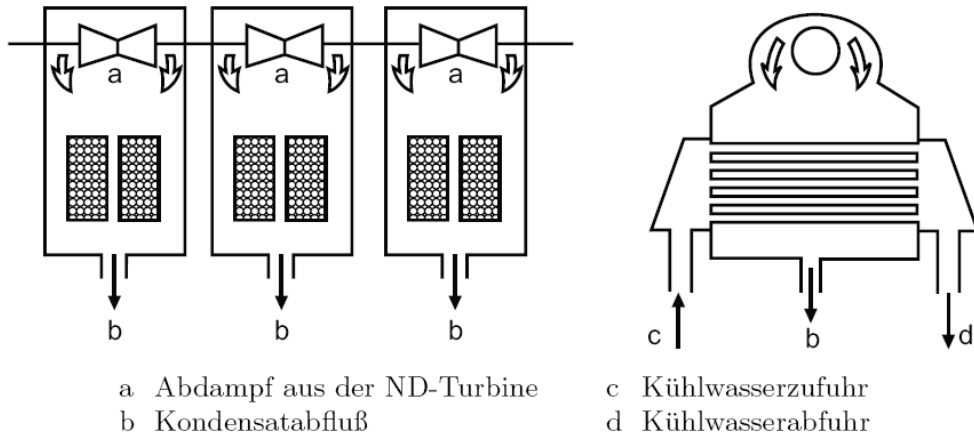 a a a
b b b
c b d
a Abdampf aus der ND-Turbine
b Kondensatabfluß
c Kühlwasserzufuhr
d Kühlwasserabfuhr